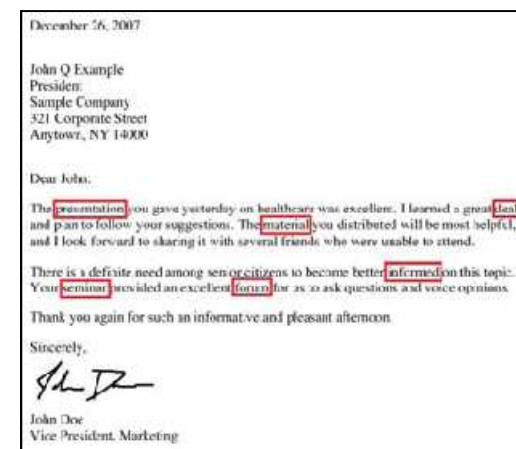 December 26, 2007
John Q Example
President
Sample Company
321 Corporate Street
Anytown, NY 14000
Dear John:
The presentation you gave yesterday on healthcare was excellent. I learned a great deal
and plan to follow your suggestions. The material you distributed will be most helpful,
and I look forward to sharing it with several friends who were unable to attend.
There is a definite need among senior citizens to become better informed on this topic.
Your seminar provided an excellent forum for us to ask questions and voice opinions
Thank you again for such an informative and pleasant afternoon
Sincerely,
John Doe
Vice President, Marketing